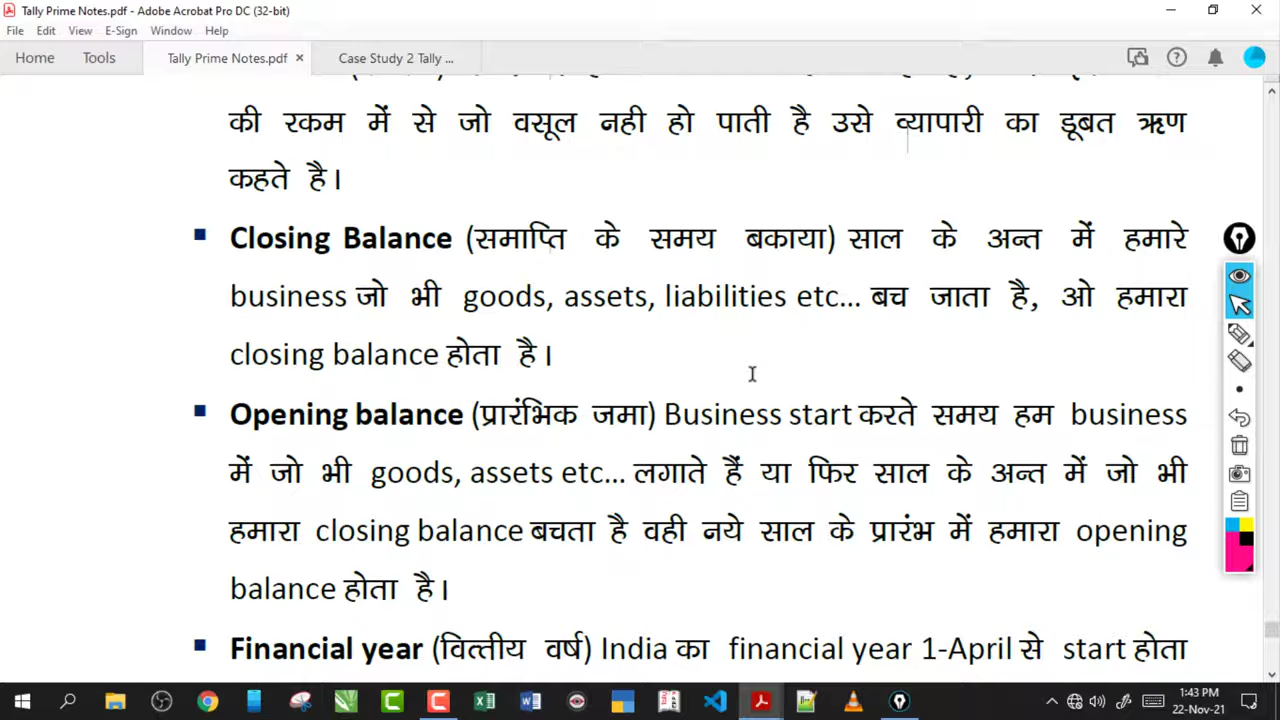 Tally Prime Notes.pdf - Adobe Acrobat Pro DC (32-bit)
File Edit View E-Sign Window Help
Home Tools Tally Prime Notes.pdf × Case Study 2 Tally ...
की रकम में से जो वसूल नही हो पाती है उसे व्यापारी का डूबत ऋण
कहते है।
Closing Balance (समाप्ति के समय बकाया) साल के अन्त में हमारे
business जो भी goods, assets, liabilities etc... बच जाता है, ओ हमारा
closing balance होता है।
Opening balance (प्रारंभिक जमा) Business start करते समय हम business
में जो भी goods, assets etc... लगाते हैं या फिर साल के अन्त में जो भी
हमारा closing balance बचता है वही नये साल के प्रारंभ में हमारा opening
balance होता है।
Financial year (वित्तीय वर्ष) India का financial year 1-April से start होता
1:43 PM
22-Nov-21